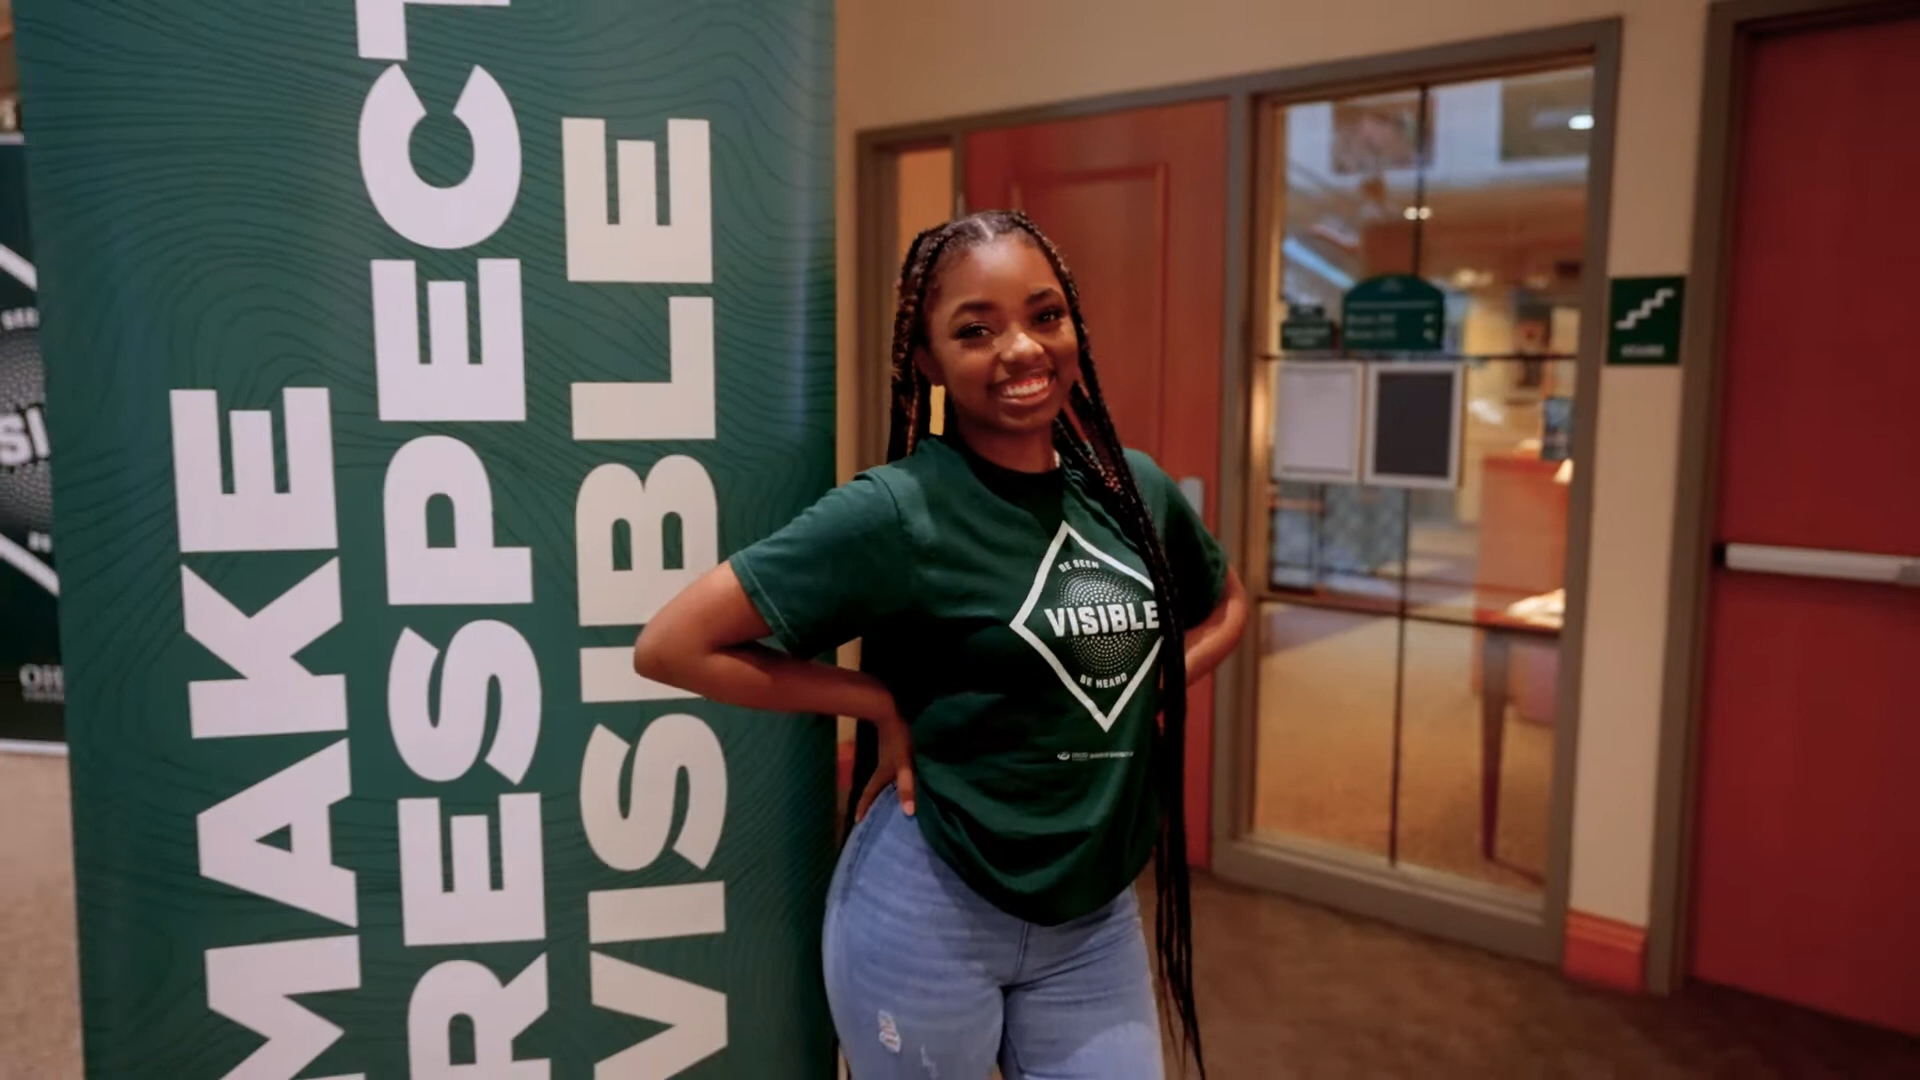 MAKE
RESPECT
VISIBLE
BE SEEN
VISIBLE
BE HEARD